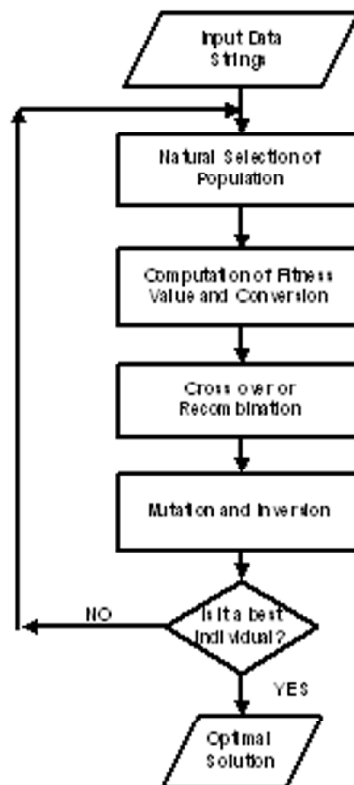 Input Data
Strings
Natural Selection of
Population
Computation of Fitness
Value and Conversion
Cross over or
Recombination
Mutation and Inversion
Is it a best
individual?
NO
YES
Optimal
Solution